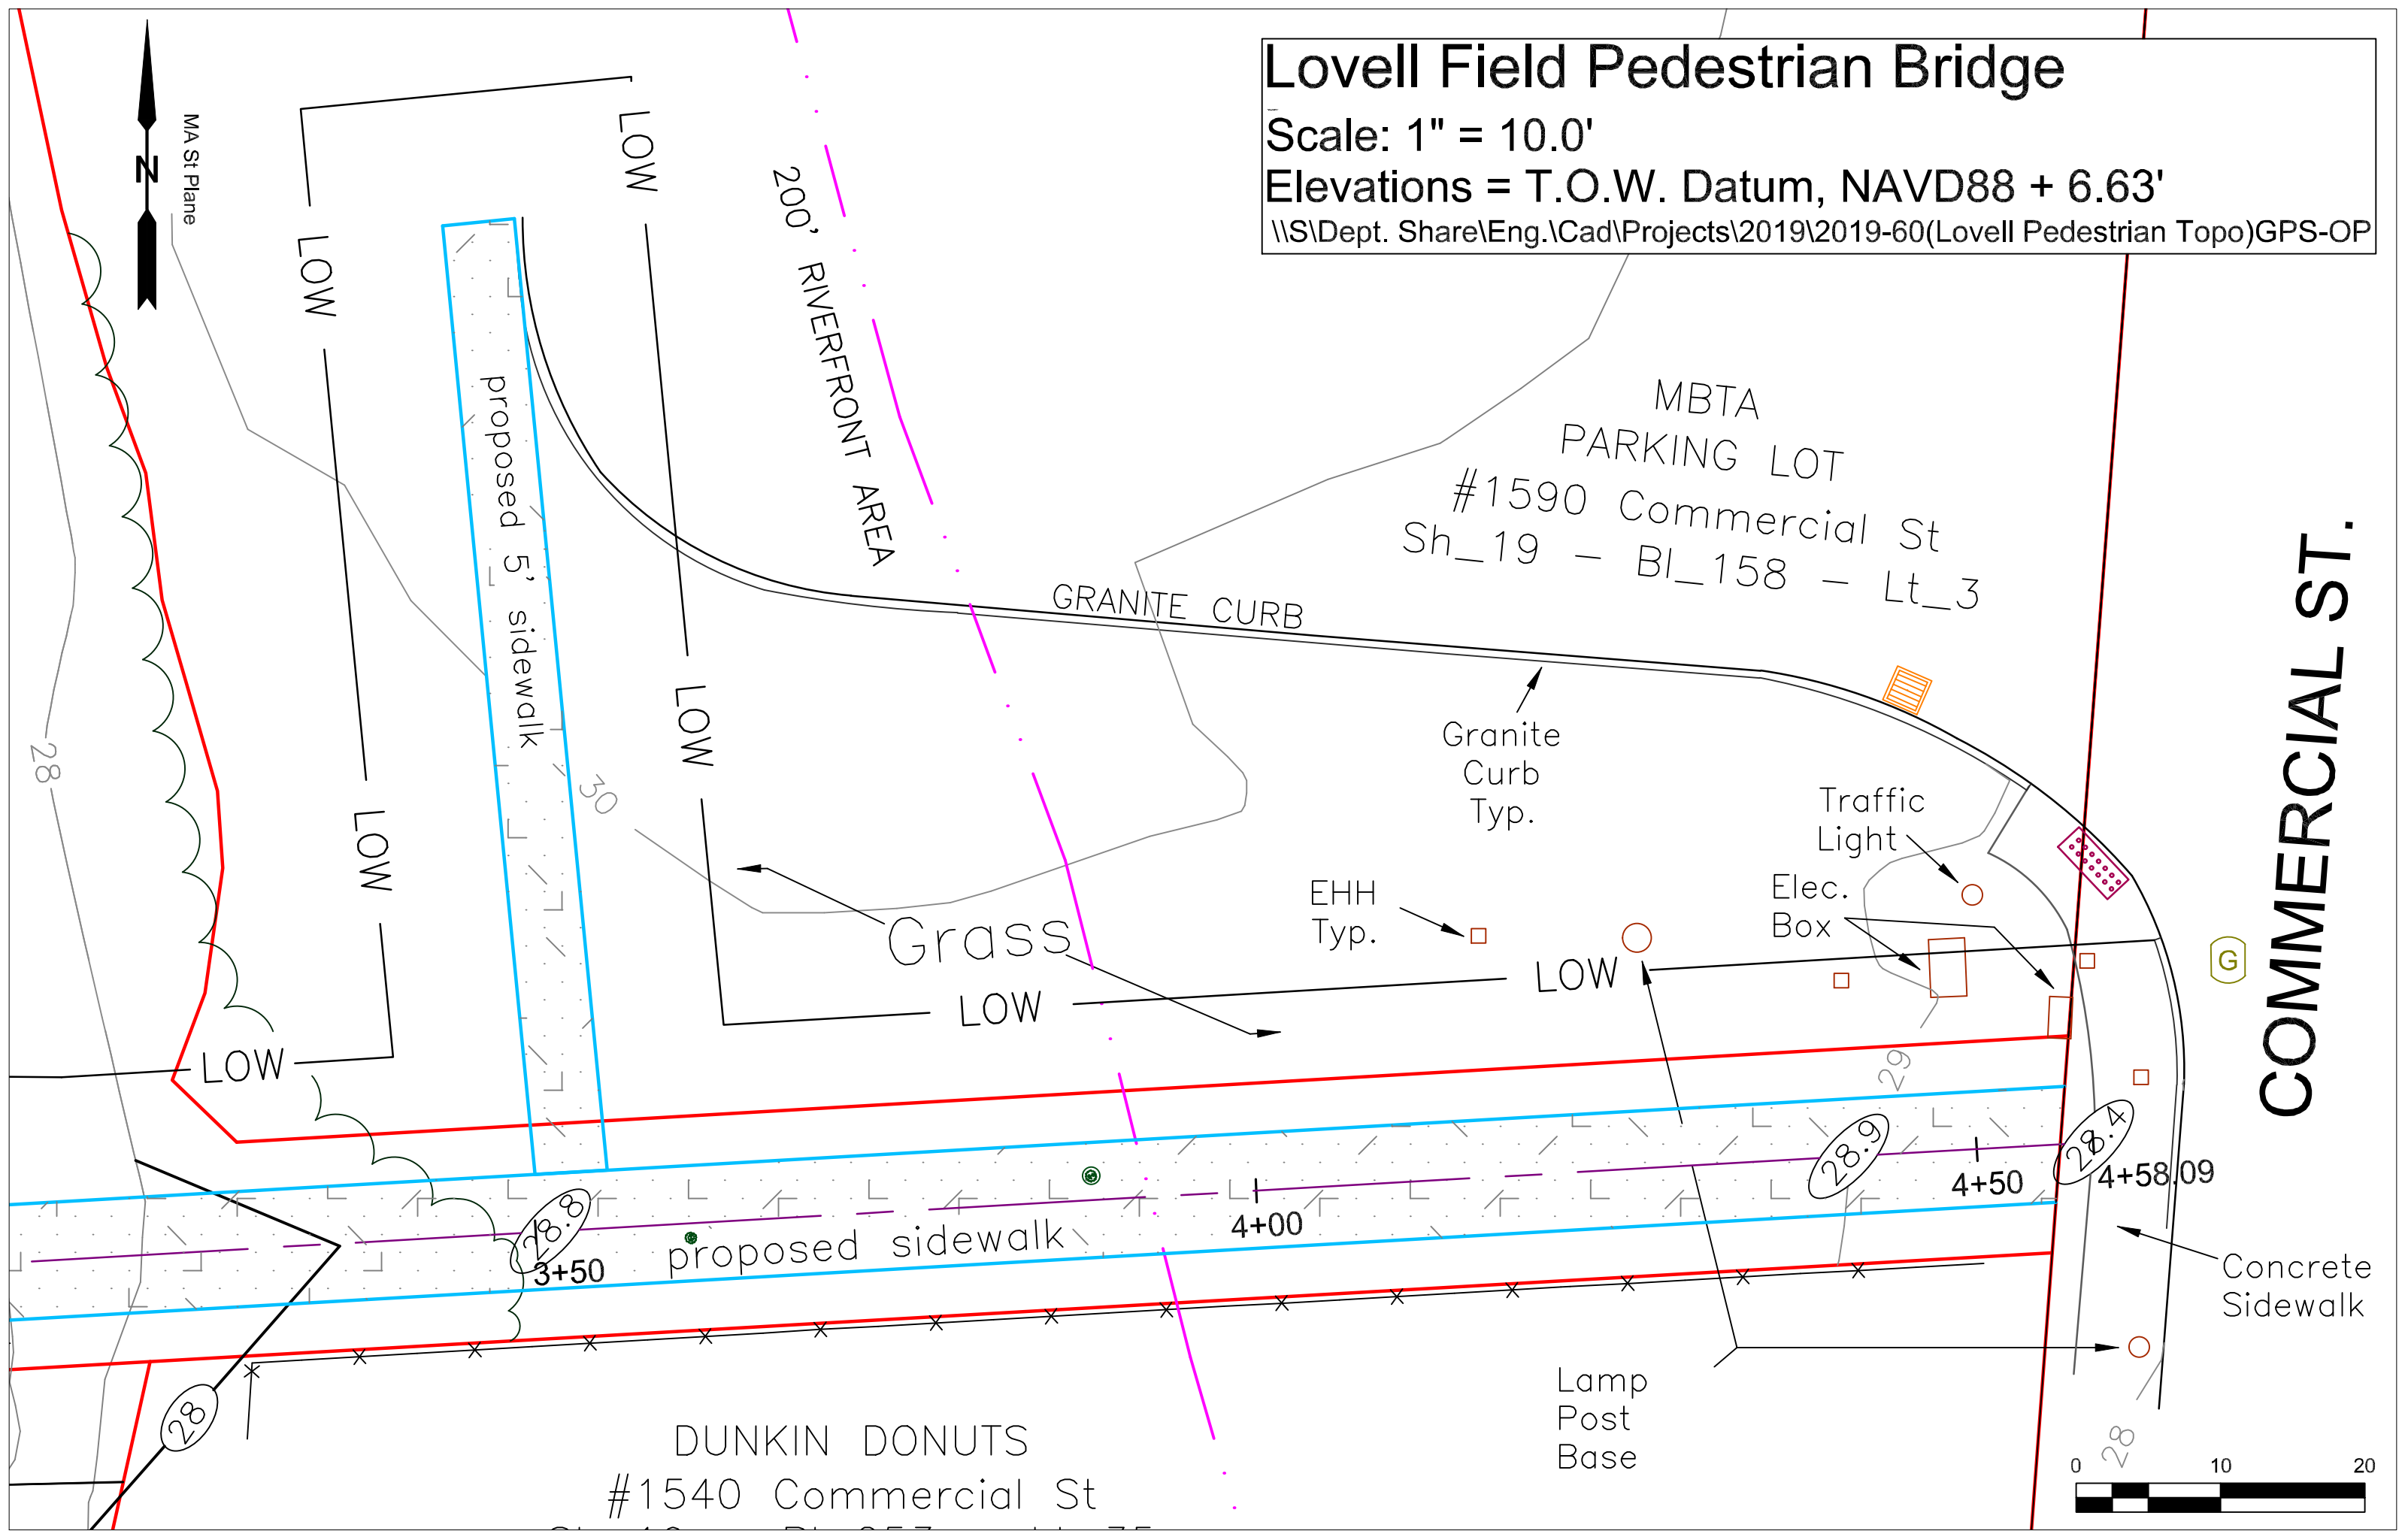 Lovell Field Pedestrian Bridge
Scale: 1" = 10.0'
Elevations = T.O.W. Datum, NAVD88 + 6.63'
\\S\Dept. Share\Eng.\Cad\Projects\2019\2019-60(Lovell Pedestrian Topo)GPS-OP
N
MA St Plane
LOW
LOW
LOW
LOW
LOW
LOW
LOW
200' RIVERFRONT AREA
proposed 5' sidewalk
MBTA
PARKING LOT
#1590 Commercial St
Sh_19 - Bl_158 - Lt_3
GRANITE CURB
Granite
Curb
Typ.
COMMERCIAL ST.
28
30
Traffic
Light
EHH
Typ.
Elec.
Box
Grass
G
29
28.9
28.4
4+50
4+58.09
28.8
3+50
proposed sidewalk
4+00
Concrete
Sidewalk
28
Lamp
Post
Base
28
DUNKIN DONUTS
#1540 Commercial St
0 10 20